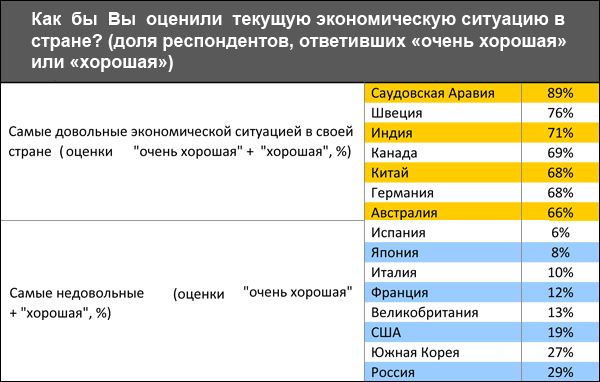 Как бы Вы оценили текущую экономическую ситуацию в
стране? (доля респондентов, ответивших «очень хорошая»
или «хорошая»)
Самые довольные экономической ситуацией в своей
стране (оценки "очень хорошая" + "хорошая", %)
Саудовская Аравия 89%
Швеция 76%
Индия 71%
Канада 69%
Китай 68%
Германия 68%
Австралия 66%
Самые недовольные (оценки "очень хорошая"
+ "хорошая", %)
Испания 6%
Япония 8%
Италия 10%
Франция 12%
Великобритания 13%
США 19%
Южная Корея 27%
Россия 29%